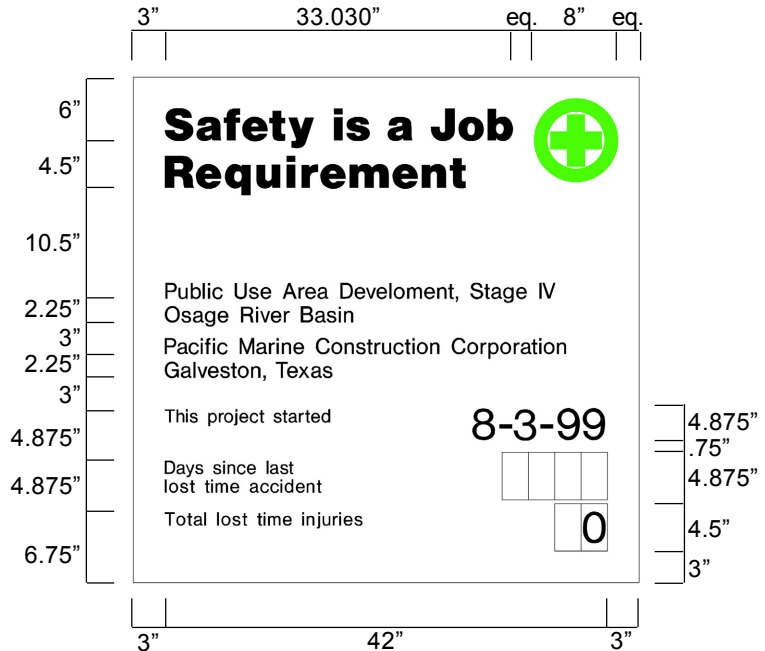 3” 33.030” eq. 8” eq.
6”
4.5”
10.5”
2.25”
3”
2.25”
3”
4.875”
4.875”
6.75”
Safety is a Job
Requirement
Public Use Area Develoment, Stage IV
Osage River Basin
Pacific Marine Construction Corporation
Galveston, Texas
This project started 8-3-99
Days since last
lost time accident
Total lost time injuries 0
4.875”
.75”
4.875”
4.5”
3”
3” 42” 3”